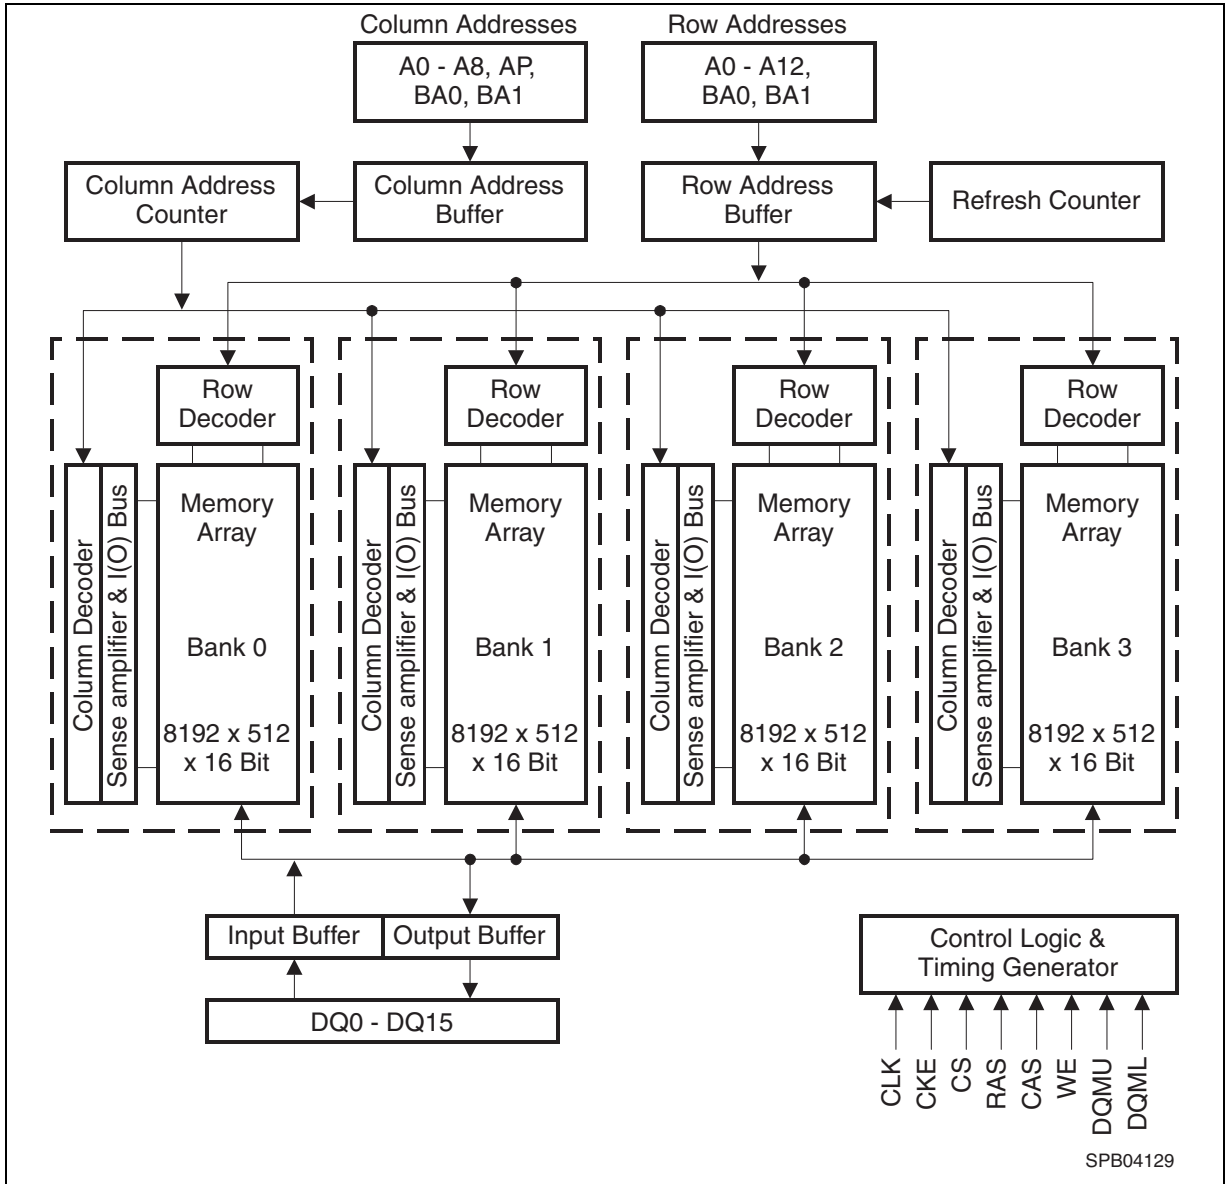 Column Addresses
Row Addresses
A0 - A8, AP,
BA0, BA1
A0 - A12,
BA0, BA1
Column Address
Counter
Column Address
Buffer
Row Address
Buffer
Refresh Counter
Row
Decoder
Row
Decoder
Row
Decoder
Row
Decoder
Column Decoder
Sense amplifier & I(O) Bus
Memory
Array
Bank 0
8192 x 512
x 16 Bit
Column Decoder
Sense amplifier & I(O) Bus
Memory
Array
Bank 1
8192 x 512
x 16 Bit
Column Decoder
Sense amplifier & I(O) Bus
Memory
Array
Bank 2
8192 x 512
x 16 Bit
Column Decoder
Sense amplifier & I(O) Bus
Memory
Array
Bank 3
8192 x 512
x 16 Bit
Input Buffer
Output Buffer
DQ0 - DQ15
Control Logic &
Timing Generator
CLK
CKE
CS
RAS
CAS
WE
DQMU
DQML
SPB04129